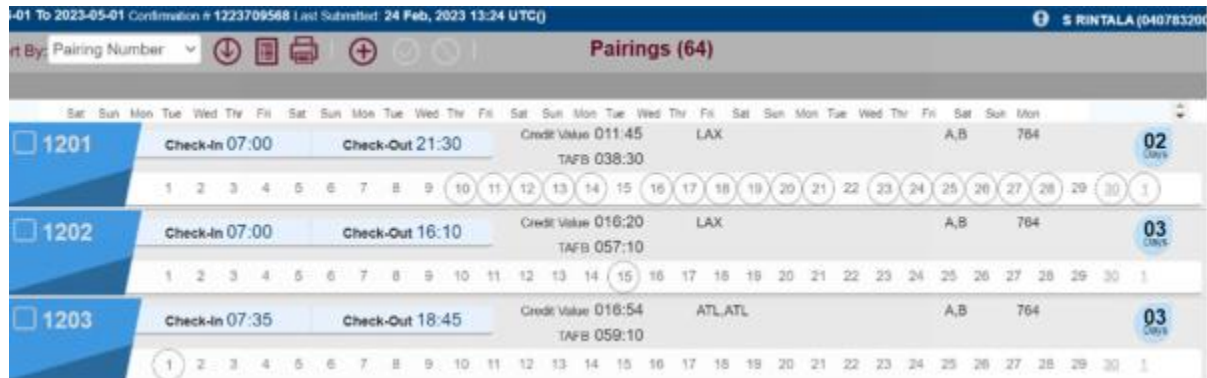 -01 To 2023-05-01 Confirmation # 1223709568 Last Submitted: 24 Feb, 2023 13:24 UTC() S RINTALA (040783200
rt By: Pairing Number Pairings (64)
Sat Sun Mon Tue Wed Thr Fri Sat Sun Mon Tue Wed Thr Fri Sat Sun Mon Tue Wed Thr Fri Sat Sun Mon Tue Wed Thr Fri Sat Sun Mon
1201 Check-In 07:00 Check-Out 21:30 Credit Value 011:45 LAX A,B 764 02 Days
TAFB 038:30
1 2 3 4 5 6 7 8 9 10 11 12 13 14 15 16 17 18 19 20 21 22 23 24 25 26 27 28 29 30 1
1202 Check-In 07:00 Check-Out 16:10 Credit Value 016:20 LAX A,B 764 03 Days
TAFB 057:10
1 2 3 4 5 6 7 8 9 10 11 12 13 14 15 16 17 18 19 20 21 22 23 24 25 26 27 28 29 30 1
1203 Check-In 07:35 Check-Out 18:45 Credit Value 016:54 ATL,ATL A,B 764 03 Days
TAFB 059:10
1 2 3 4 5 6 7 8 9 10 11 12 13 14 15 16 17 18 19 20 21 22 23 24 25 26 27 28 29 30 1